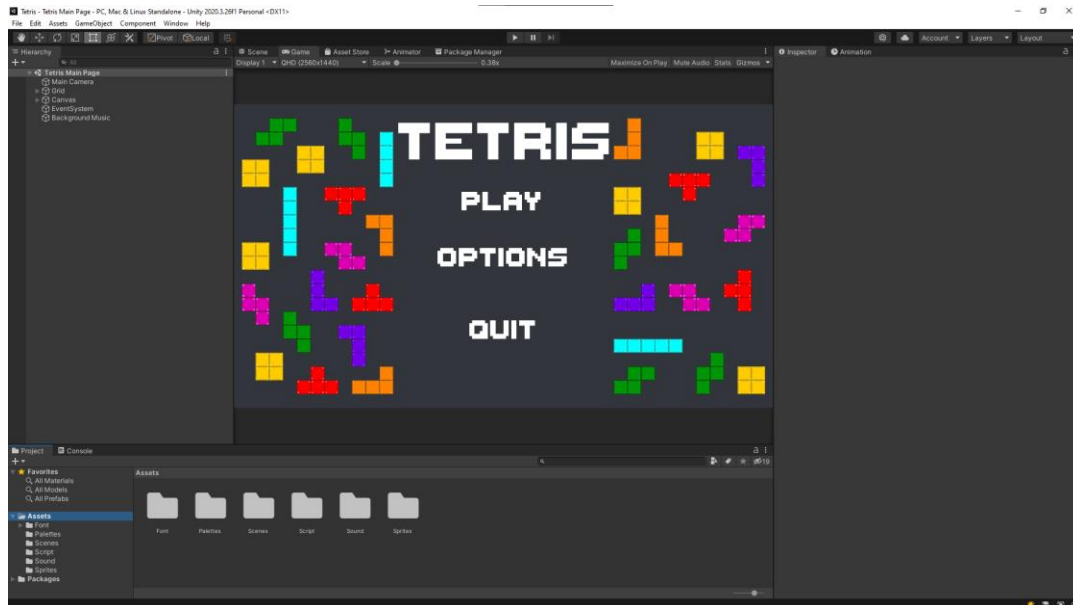 Tetris - Tetris Main Page - PC, Mac & Linux Standalone - Unity 2020.3.26f1 Personal <DX11>
File Edit Assets GameObject Component Window Help
Pivot Local Account Layers Layout
Hierarchy Scene Game Asset Store Animator Package Manager Inspector Animation
All Display 1 QHD (2560x1440) Scale 0.38x Maximize On Play Mute Audio Stats Gizmos
Tetris Main Page
Main Camera
Grid
Canvas
EventSystem
Background Music
TETRIS
PLAY
OPTIONS
QUIT
Project Console
19
Favorites
All Materials
All Models
All Prefabs
Assets
Font
Palettes
Scenes
Script
Sound
Sprites
Packages
Assets
Font Palettes Scenes Script Sound Sprites